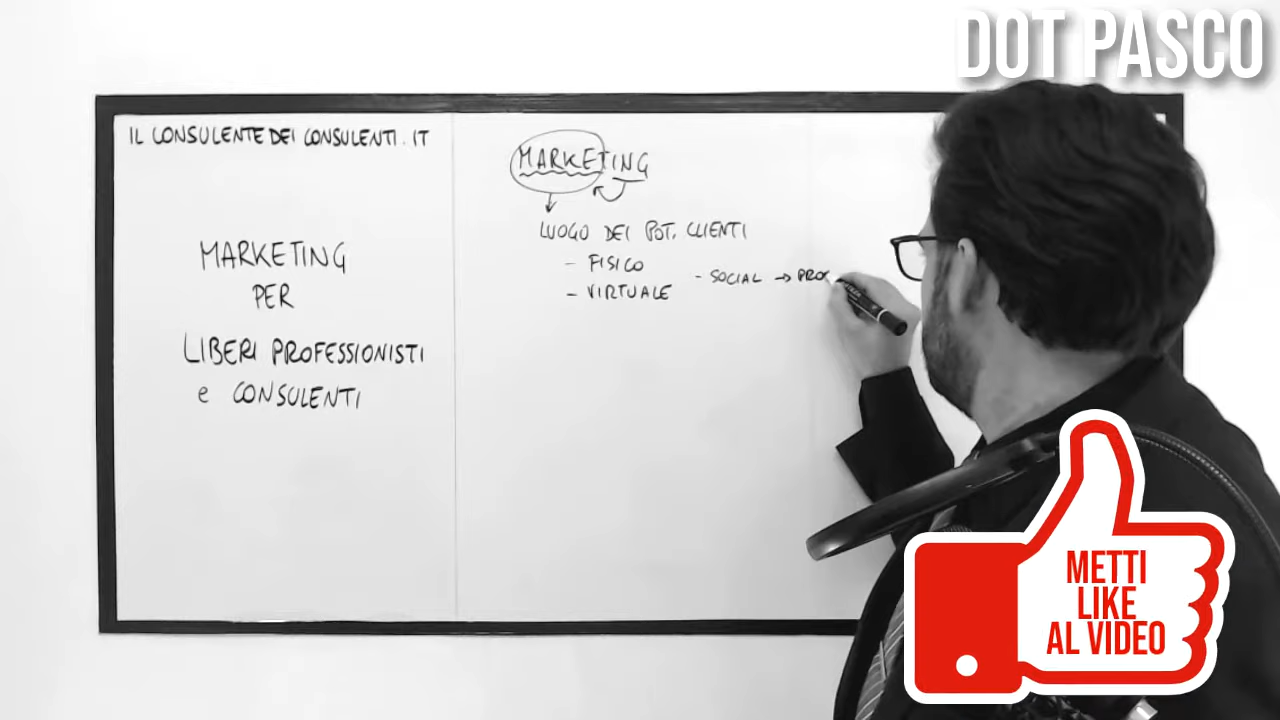 DOT PASCO
IL CONSULENTE DEI CONSULENTI.IT
MARKETING
PER
LIBERI PROFESSIONISTI
e CONSULENTI
MARKETING
LUOGO DEI POT. CLIENTI
- FISICO
- VIRTUALE
- SOCIAL →
METTI
LIKE
AL VIDEO